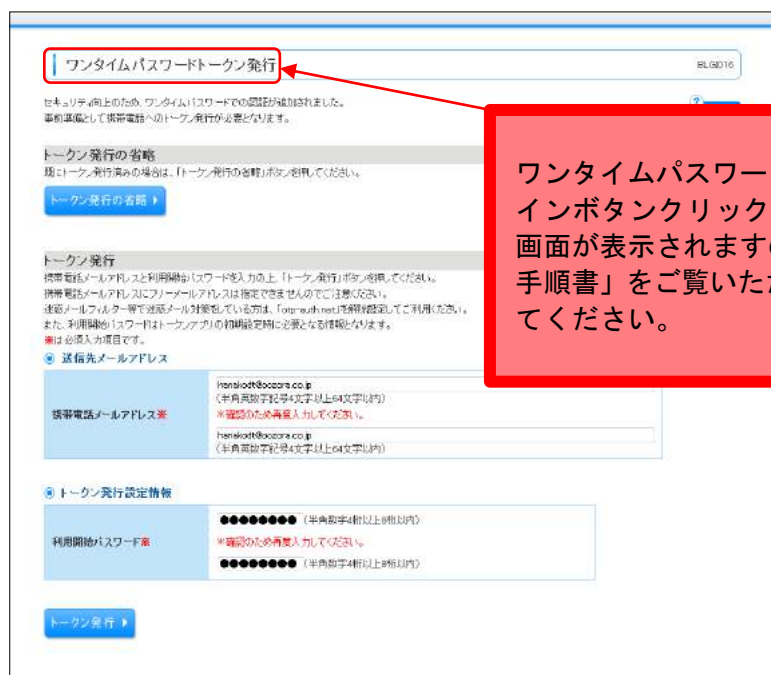 ワンタイムパスワードトークン発行
BLGI016
セキュリティ向上のため、ワンタイムパスワードでの認証が追加されました。
事前準備として携帯電話へのトークン発行が必要となります。
?
トークン発行の省略
既にトークン発行済みの場合は、「トークン発行の省略」ボタンを押してください。
トークン発行の省略
トークン発行
携帯電話メールアドレスと利用開始パスワードを入力の上、「トークン発行」ボタンを押してください。
携帯電話メールアドレスにフリーメールアドレスは指定できませんのでご注意ください。
迷惑メールフィルター等で迷惑メール対策をしている方は、「otp-auth.net」を解除設定してご利用ください。
また、利用開始パスワードはトークンアプリの初期設定時に必要となる情報となります。
※は必須入力項目です。
ワンタイムパスワー
インボタンクリック
画面が表示されます
手順書」をご覧いた
てください。
送信先メールアドレス
携帯電話メールアドレス※
hanakodt@oozora.co.jp
(半角英数字記号4文字以上64文字以内)
※確認のため再度入力してください。
hanakodt@oozora.co.jp
(半角英数字記号4文字以上64文字以内)
トークン発行設定情報
利用開始パスワード※
●●●●●●●● (半角数字4桁以上8桁以内)
※確認のため再度入力してください。
●●●●●●●● (半角数字4桁以上8桁以内)
トークン発行